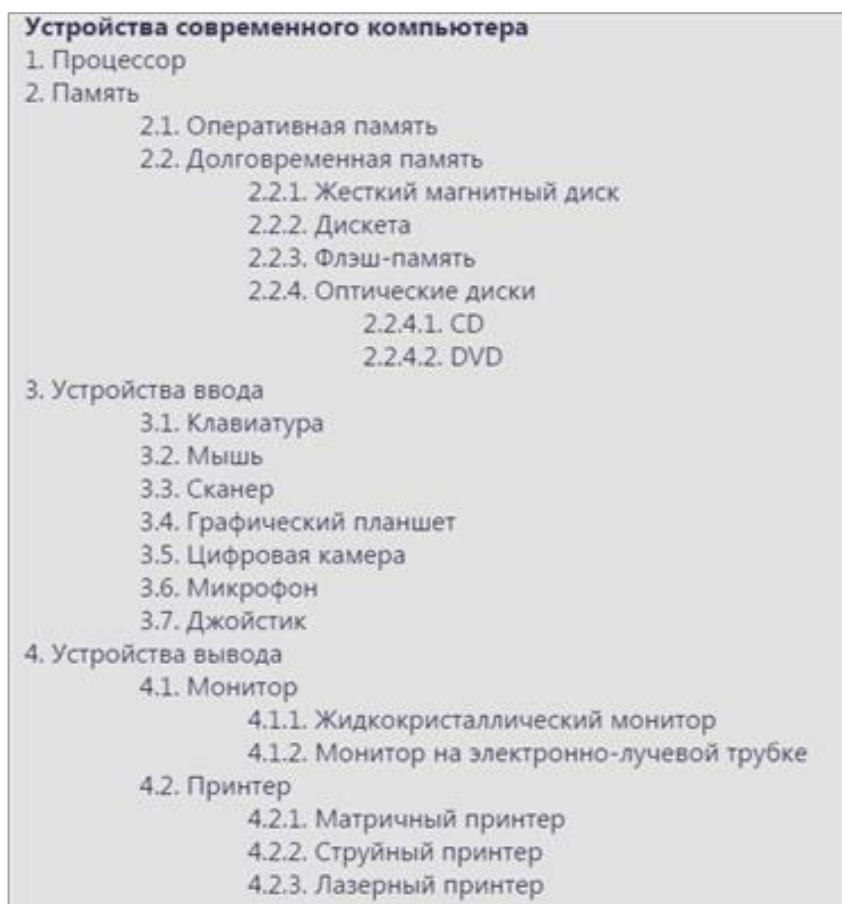 Устройства современного компьютера
1. Процессор
2. Память
2.1. Оперативная память
2.2. Долговременная память
2.2.1. Жесткий магнитный диск
2.2.2. Дискета
2.2.3. Флэш-память
2.2.4. Оптические диски
2.2.4.1. CD
2.2.4.2. DVD
3. Устройства ввода
3.1. Клавиатура
3.2. Мышь
3.3. Сканер
3.4. Графический планшет
3.5. Цифровая камера
3.6. Микрофон
3.7. Джойстик
4. Устройства вывода
4.1. Монитор
4.1.1. Жидкокристаллический монитор
4.1.2. Монитор на электронно-лучевой трубке
4.2. Принтер
4.2.1. Матричный принтер
4.2.2. Струйный принтер
4.2.3. Лазерный принтер